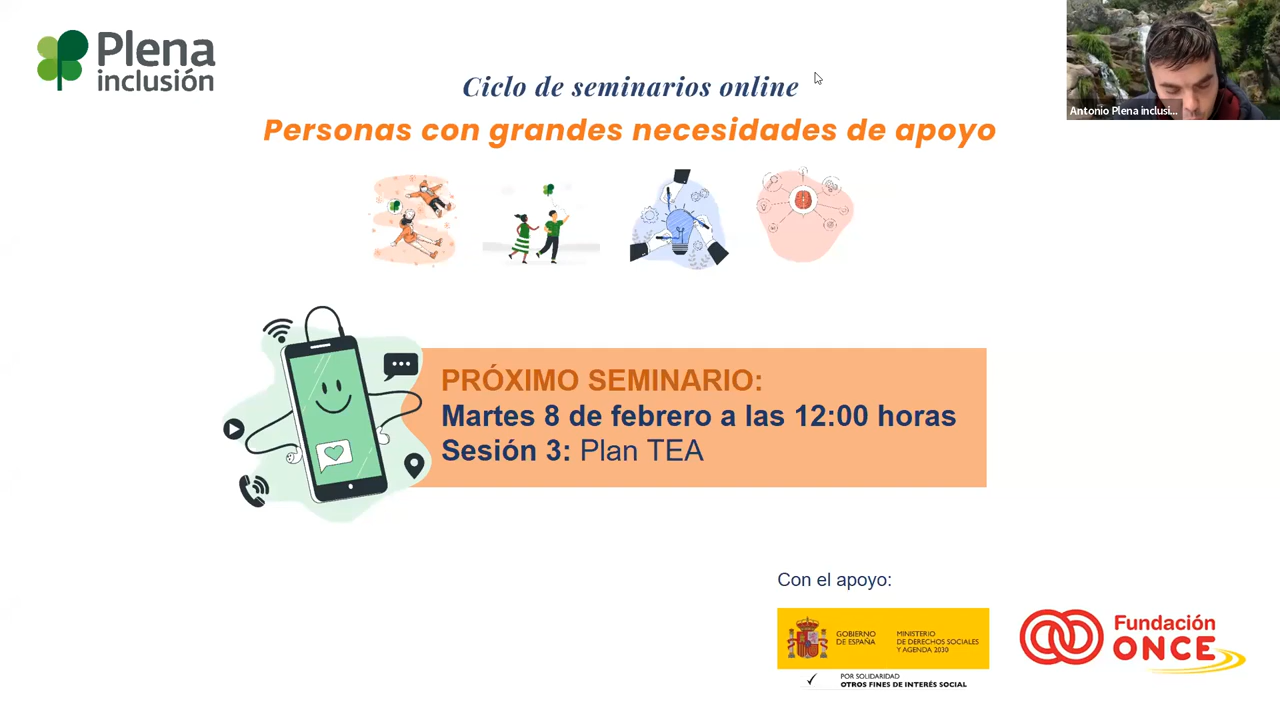 Plena
inclusión
Antonio Plena inclusi...
Ciclo de seminarios online
Personas con grandes necesidades de apoyo
PRÓXIMO SEMINARIO:
Martes 8 de febrero a las 12:00 horas
Sesión 3: Plan TEA
Con el apoyo:
GOBIERNO
DE ESPAÑA
MINISTERIO
DE DERECHOS SOCIALES
Y AGENDA 2030
POR SOLIDARIDAD
OTROS FINES DE INTERÉS SOCIAL
Fundación
ONCE